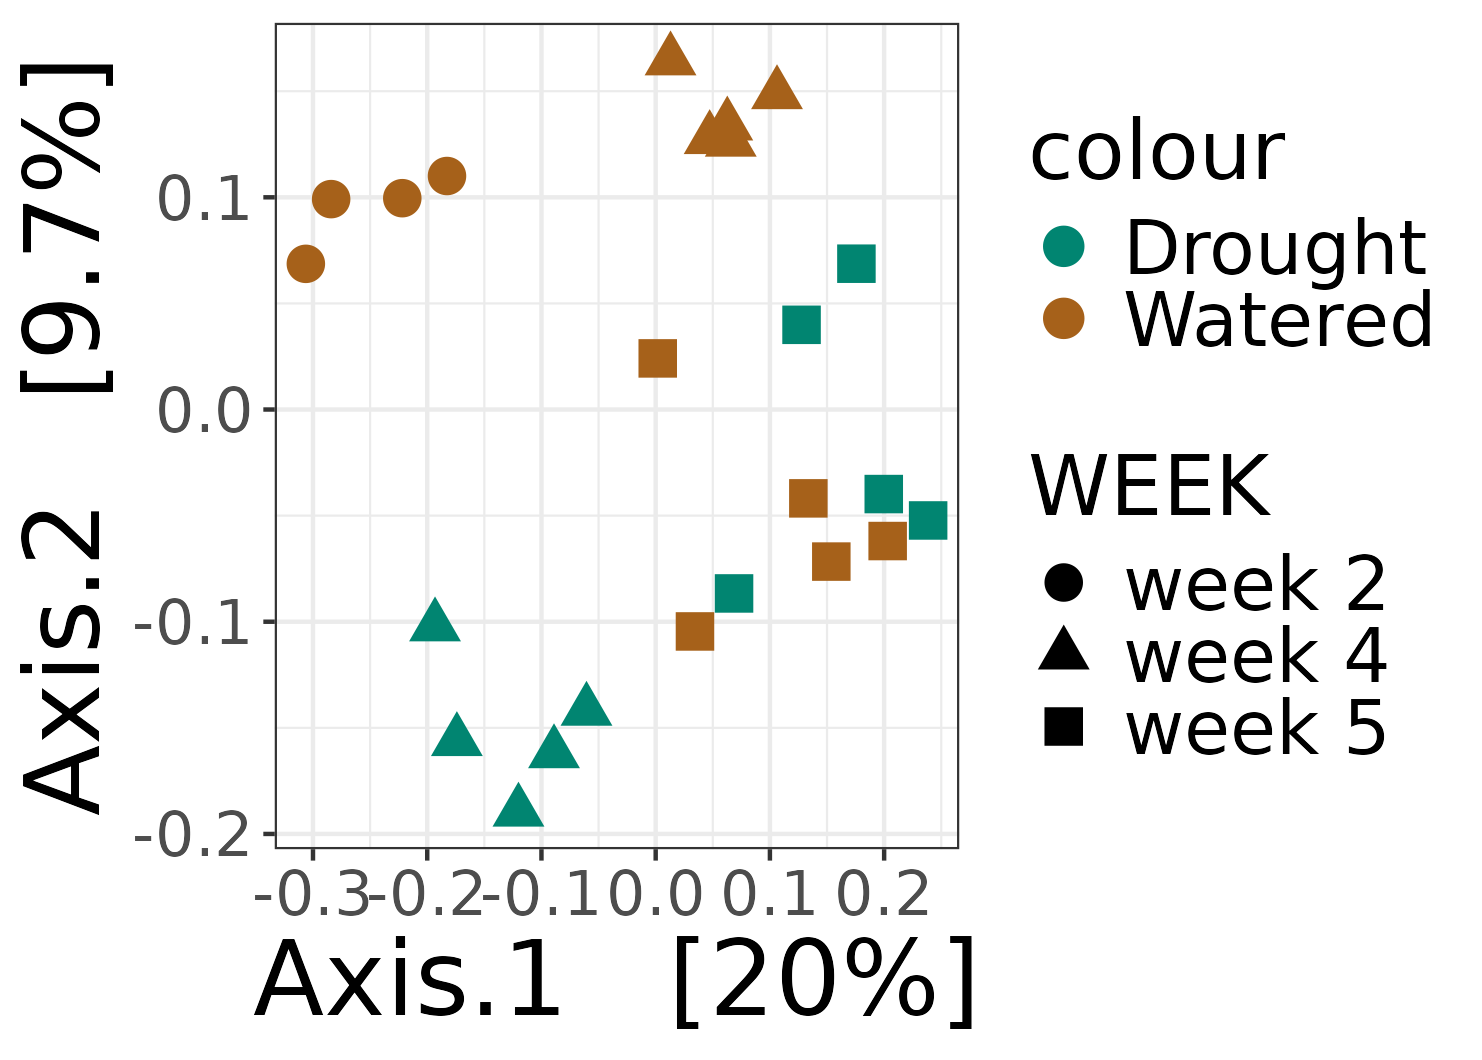 0.1
0.0
-0.1
-0.2
Axis.2 [9.7%]
-0.3
-0.2
-0.1
0.0
0.1
0.2
Axis.1 [20%]
colour
Drought
Watered
WEEK
week 2
week 4
week 5